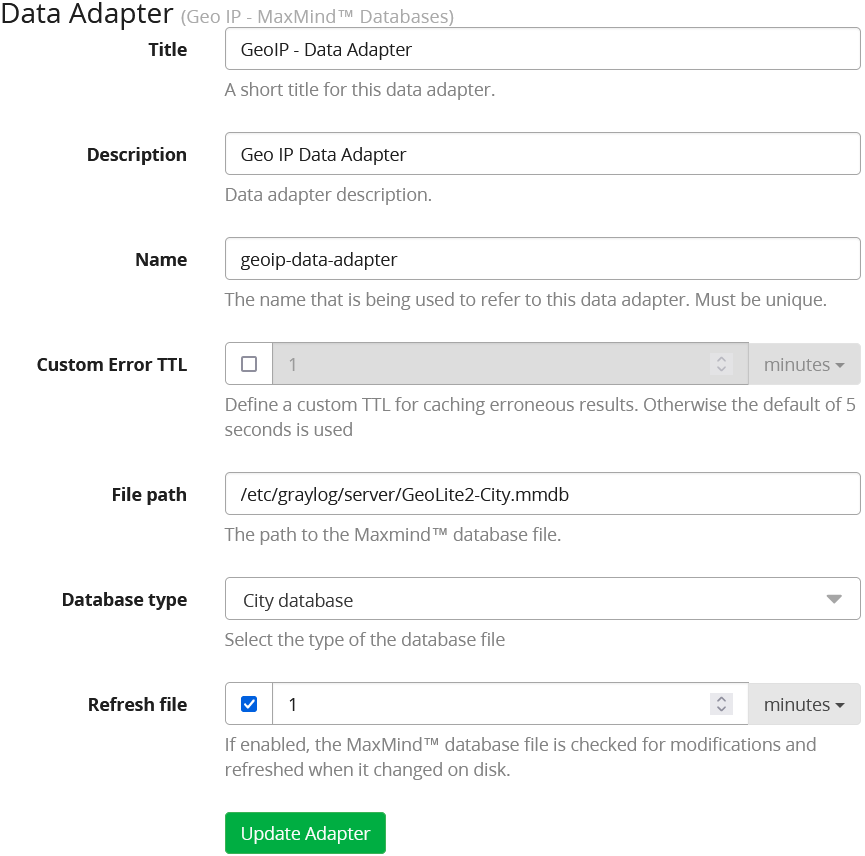 Data Adapter (Geo IP - MaxMind™ Databases)
Title
GeoIP - Data Adapter
A short title for this data adapter.
Description
Geo IP Data Adapter
Data adapter description.
Name
geoip-data-adapter
The name that is being used to refer to this data adapter. Must be unique.
Custom Error TTL
1
minutes
Define a custom TTL for caching erroneous results. Otherwise the default of 5
seconds is used
File path
/etc/graylog/server/GeoLite2-City.mmdb
The path to the Maxmind™ database file.
Database type
City database
Select the type of the database file
Refresh file
1
minutes
If enabled, the MaxMind™ database file is checked for modifications and
refreshed when it changed on disk.
Update Adapter